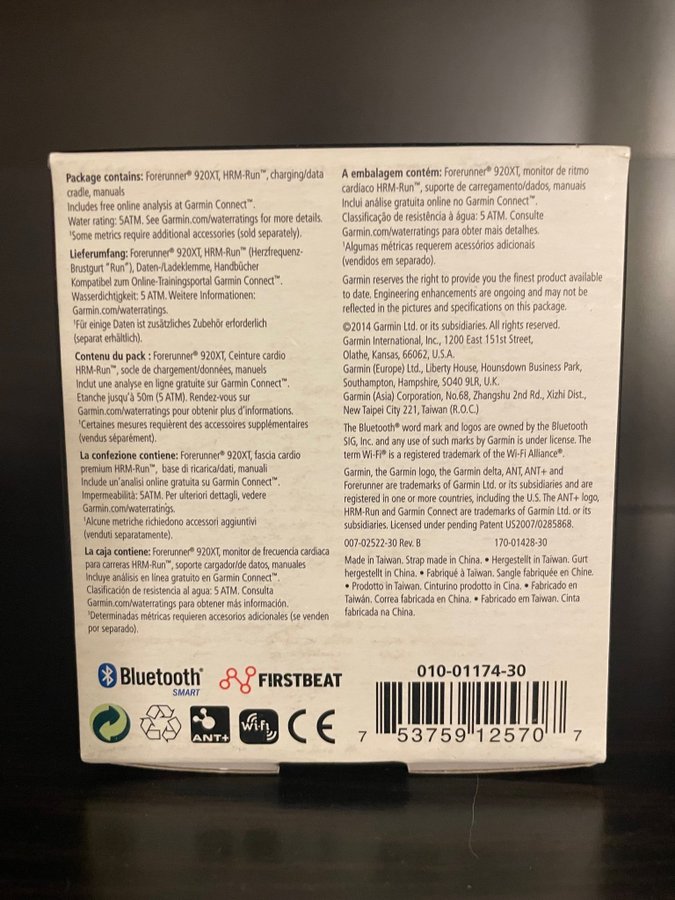 Package contains: Forerunner® 920XT, HRM-Run™, charging/data
cradle, manuals
Includes free online analysis at Garmin Connect™.
Water rating: 5ATM. See Garmin.com/waterratings for more details.
¹Some metrics require additional accessories (sold separately).
Lieferumfang: Forerunner® 920XT, HRM-Run™ (Herzfrequenz-
Brustgurt "Run"), Daten-/Ladeklemme, Handbücher
Kompatibel zum Online-Trainingsportal Garmin Connect™.
Wasserdichtigkeit: 5 ATM. Weitere Informationen:
Garmin.com/waterratings.
¹Für einige Daten ist zusätzliches Zubehör erforderlich
(separat erhältlich).
Contenu du pack : Forerunner® 920XT, Ceinture cardio
HRM-Run™, socle de chargement/données, manuels
Inclut une analyse en ligne gratuite sur Garmin Connect™.
Etanche jusqu'à 50m (5 ATM). Rendez-vous sur
Garmin.com/waterratings pour obtenir plus d'informations.
¹Certaines mesures requièrent des accessoires supplémentaires
(vendus séparément).
La confezione contiene: Forerunner® 920XT, fascia cardio
premium HRM-Run™, base di ricarica/dati, manuali
Include un'analisi online gratuita su Garmin Connect™.
Impermeabilità: 5ATM. Per ulteriori dettagli, vedere
Garmin.com/waterratings.
¹Alcune metriche richiedono accessori aggiuntivi
(venduti separatamente).
La caja contiene: Forerunner® 920XT, monitor de frecuencia cardiaca
para carreras HRM-Run™, soporte cargador/de datos, manuales
Incluye análisis en línea gratuito en Garmin Connect™.
Clasificación de resistencia al agua: 5 ATM. Consulta
Garmin.com/waterratings para obtener más información.
¹Determinadas métricas requieren accesorios adicionales (se venden
por separado).
A embalagem contém: Forerunner® 920XT, monitor de ritmo
cardíaco HRM-Run™, suporte de carregamento/dados, manuais
Inclui análise gratuita online no Garmin Connect™.
Classificação de resistência à água: 5 ATM. Consulte
Garmin.com/waterratings para obter mais detalhes.
¹Algumas métricas requerem acessórios adicionais
(vendidos em separado).
Garmin reserves the right to provide you the finest product available
to date. Engineering enhancements are ongoing and may not be
reflected in the pictures and specifications on this package.
©2014 Garmin Ltd. or its subsidiaries. All rights reserved.
Garmin International, Inc., 1200 East 151st Street,
Olathe, Kansas, 66062, U.S.A.
Garmin (Europe) Ltd., Liberty House, Hounsdown Business Park,
Southampton, Hampshire, SO40 9LR, U.K.
Garmin (Asia) Corporation, No.68, Zhangshu 2nd Rd., Xizhi Dist.,
New Taipei City 221, Taiwan (R.O.C.)
The Bluetooth® word mark and logos are owned by the Bluetooth
SIG, Inc. and any use of such marks by Garmin is under license. The
term Wi-Fi® is a registered trademark of the Wi-Fi Alliance®.
Garmin, the Garmin logo, the Garmin delta, ANT, ANT+ and
Forerunner are trademarks of Garmin Ltd. or its subsidiaries and are
registered in one or more countries, including the U.S. The ANT+ logo,
HRM-Run and Garmin Connect are trademarks of Garmin Ltd. or its
subsidiaries. Licensed under pending Patent US2007/0285868.
007-02522-30 Rev. B 170-01428-30
Made in Taiwan. Strap made in China. • Hergestellt in Taiwan. Gurt
hergestellt in China. • Fabriqué à Taiwan. Sangle fabriquée en Chine.
• Prodotto in Taiwan. Cinturino prodotto in Cina. • Fabricado en
Taiwán. Correa fabricada en China. • Fabricado em Taiwan. Cinta
fabricada na China.
Bluetooth®
SMART
FIRSTBEAT
ANT+
Wi-Fi
CE
010-01174-30
7 53759 12570 7